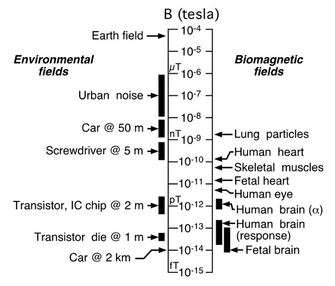 B (tesla)
Earth field
10-4
10-5
Environmental
fields
Biomagnetic
fields
µT
10-6
Urban noise
10-7
10-8
Car @ 50 m
nT
10-9
Lung particles
Screwdriver @ 5 m
10-10
Human heart
Skeletal muscles
10-11
Fetal heart
Human eye
pT
Transistor, IC chip @ 2 m
10-12
Human brain (α)
10-13
Human brain
(response)
Transistor die @ 1 m
10-14
Fetal brain
Car @ 2 km
fT
10-15